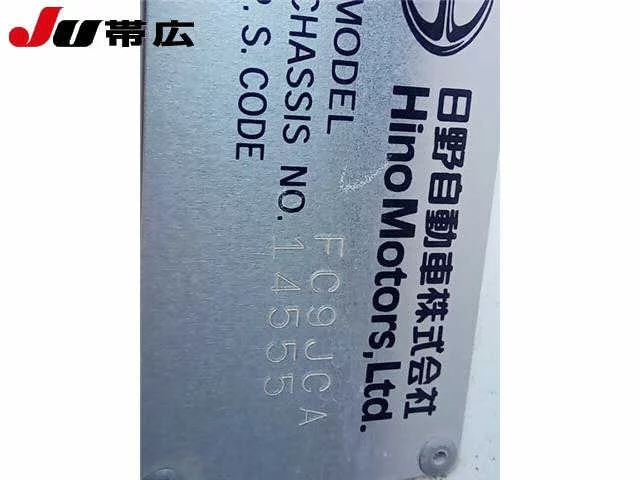 JU帯広
日野自動車株式会社
Hino Motors,Ltd.
MODEL FC9JCA
CHASSIS NO. 14555
P.S.CODE